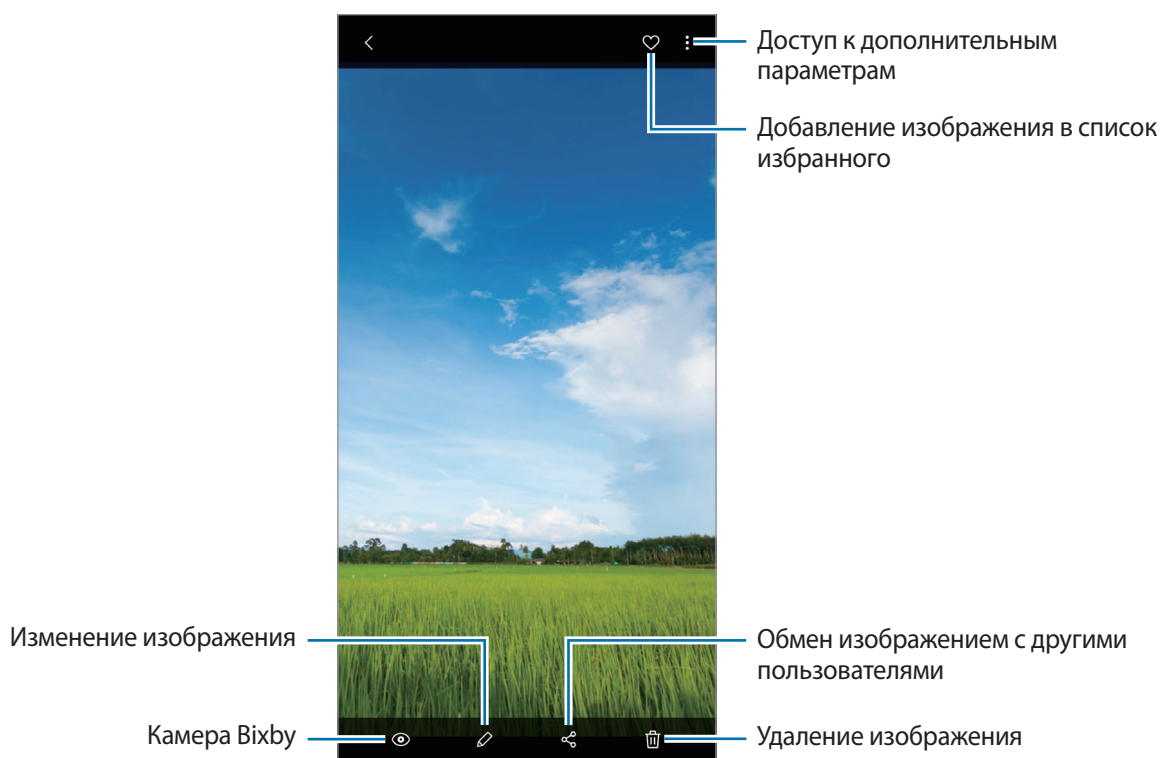 Доступ к дополнительным
параметрам
Добавление изображения в список
избранного
Изменение изображения
Обмен изображением с другими
пользователями
Камера Bixby
Удаление изображения